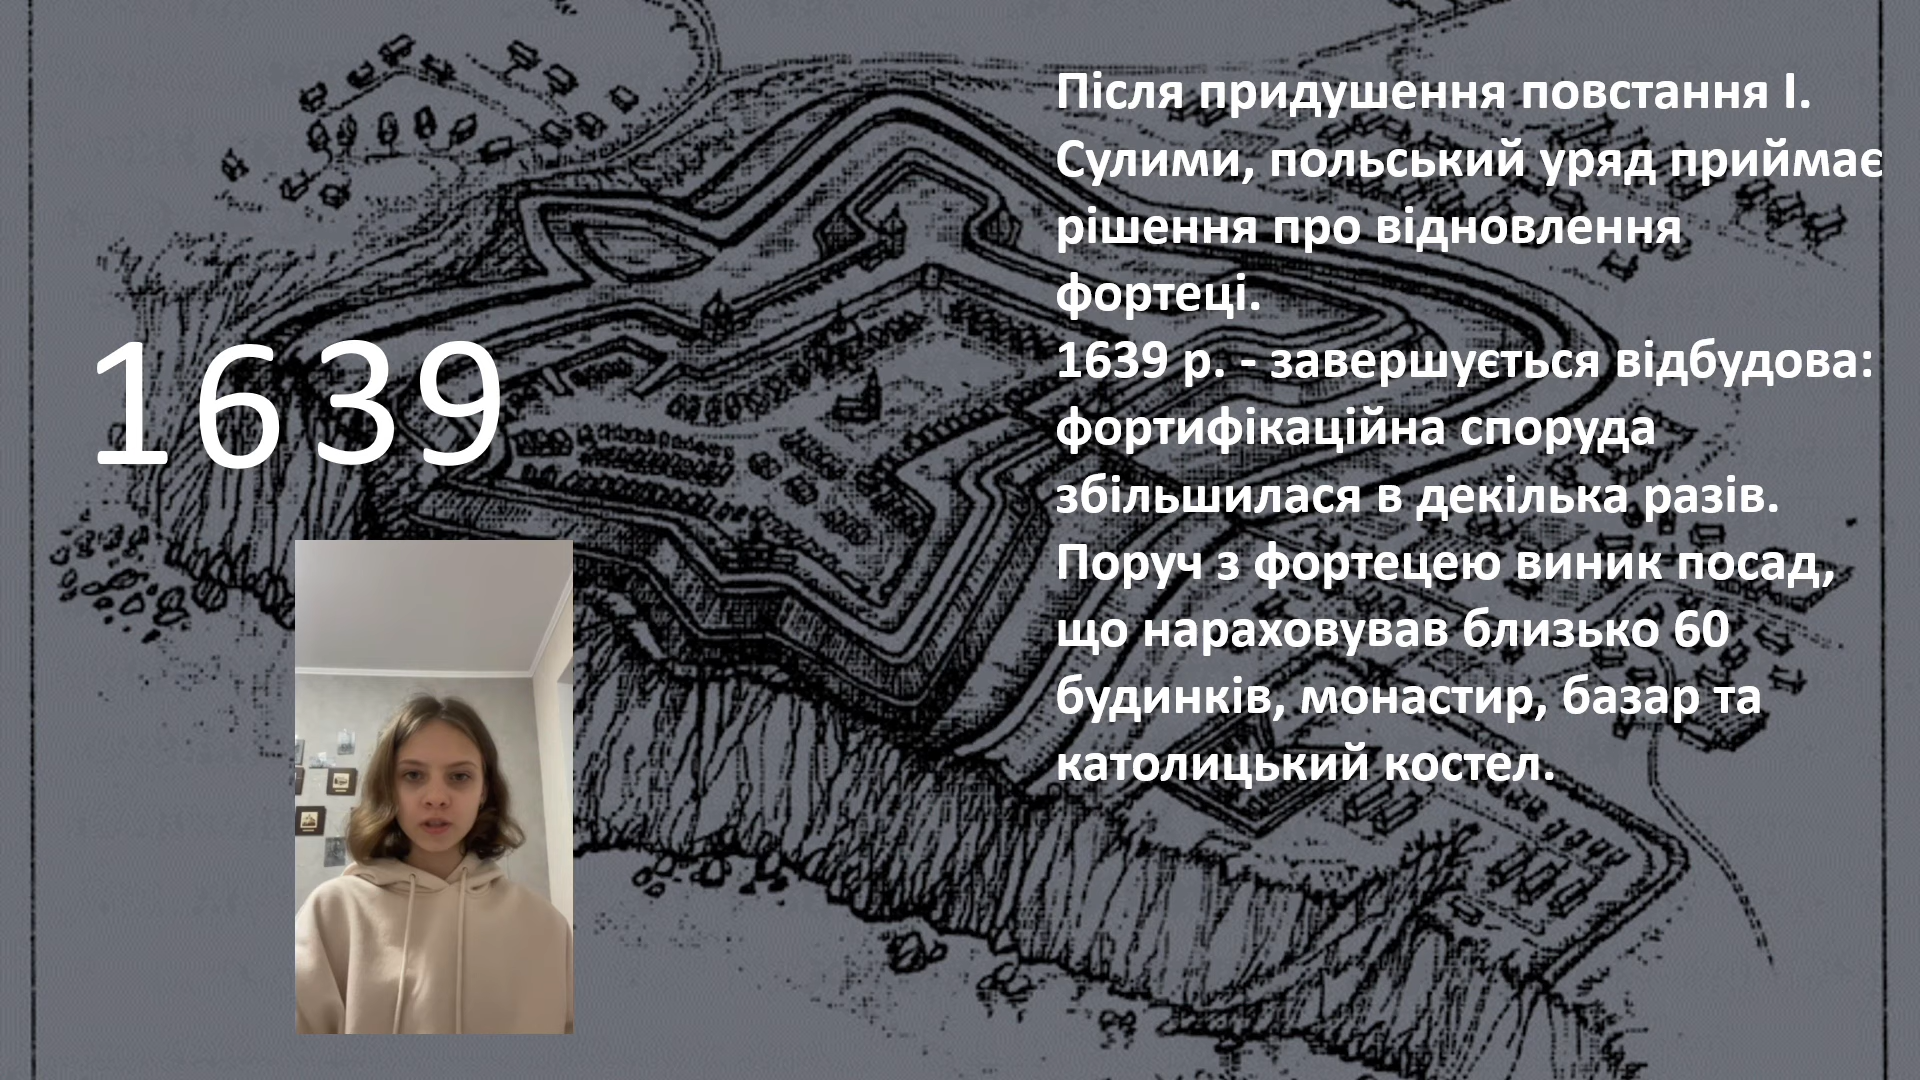 1639
Після придушення повстання І.
Сулими, польський уряд приймає
рішення про відновлення
фортеці.
1639 р. - завершується відбудова:
фортифікаційна споруда
збільшилася в декілька разів.
Поруч з фортецею виник посад,
що нараховував близько 60
будинків, монастир, базар та
католицький костел.